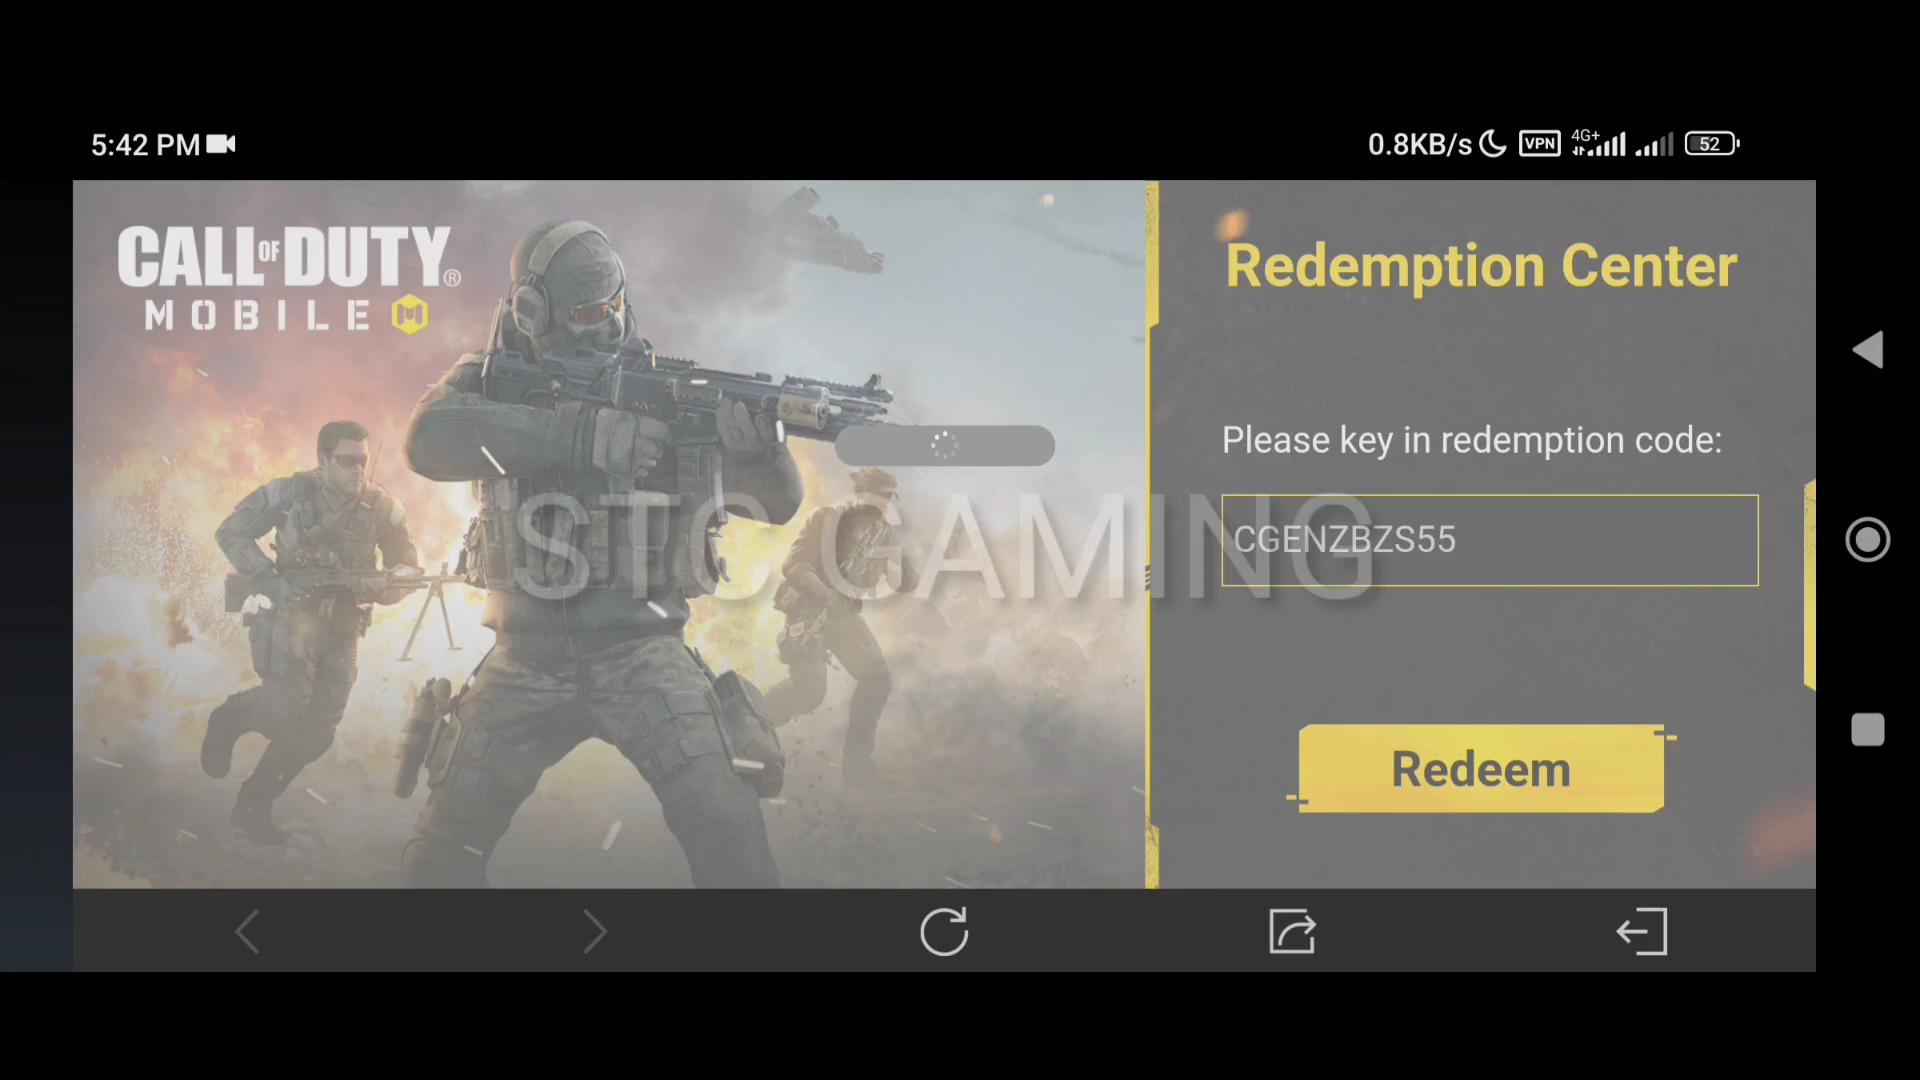 5:42 PM
0.8KB/s VPN 4G+ 52
CALL OF DUTY®
MOBILE
Redemption Center
Please key in redemption code:
CGENZBZS55
STC GAMING
Redeem